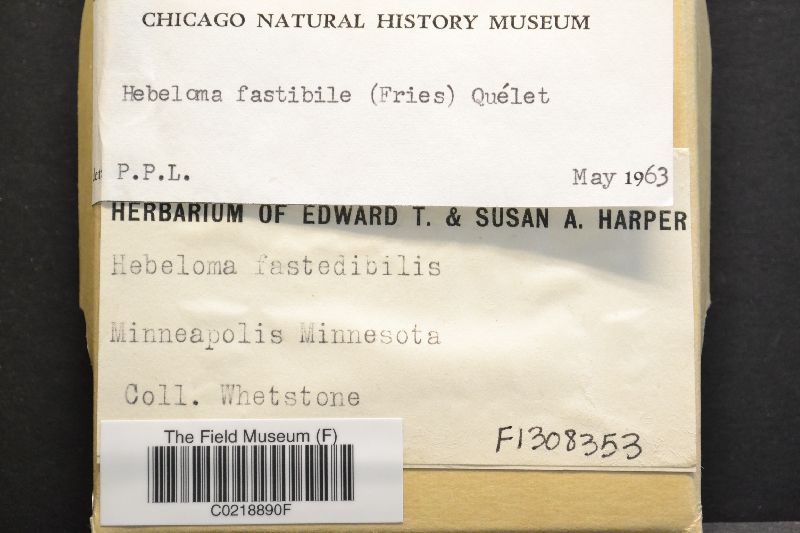 CHICAGO NATURAL HISTORY MUSEUM
Hebeloma fastibile (Fries) Quélet
P.P.L. May 1963
HERBARIUM OF EDWARD T. & SUSAN A. HARPER
Hebeloma fastedibilis
Minneapolis Minnesota
Coll. Whetstone
F1308353
The Field Museum (F)
C0218890F